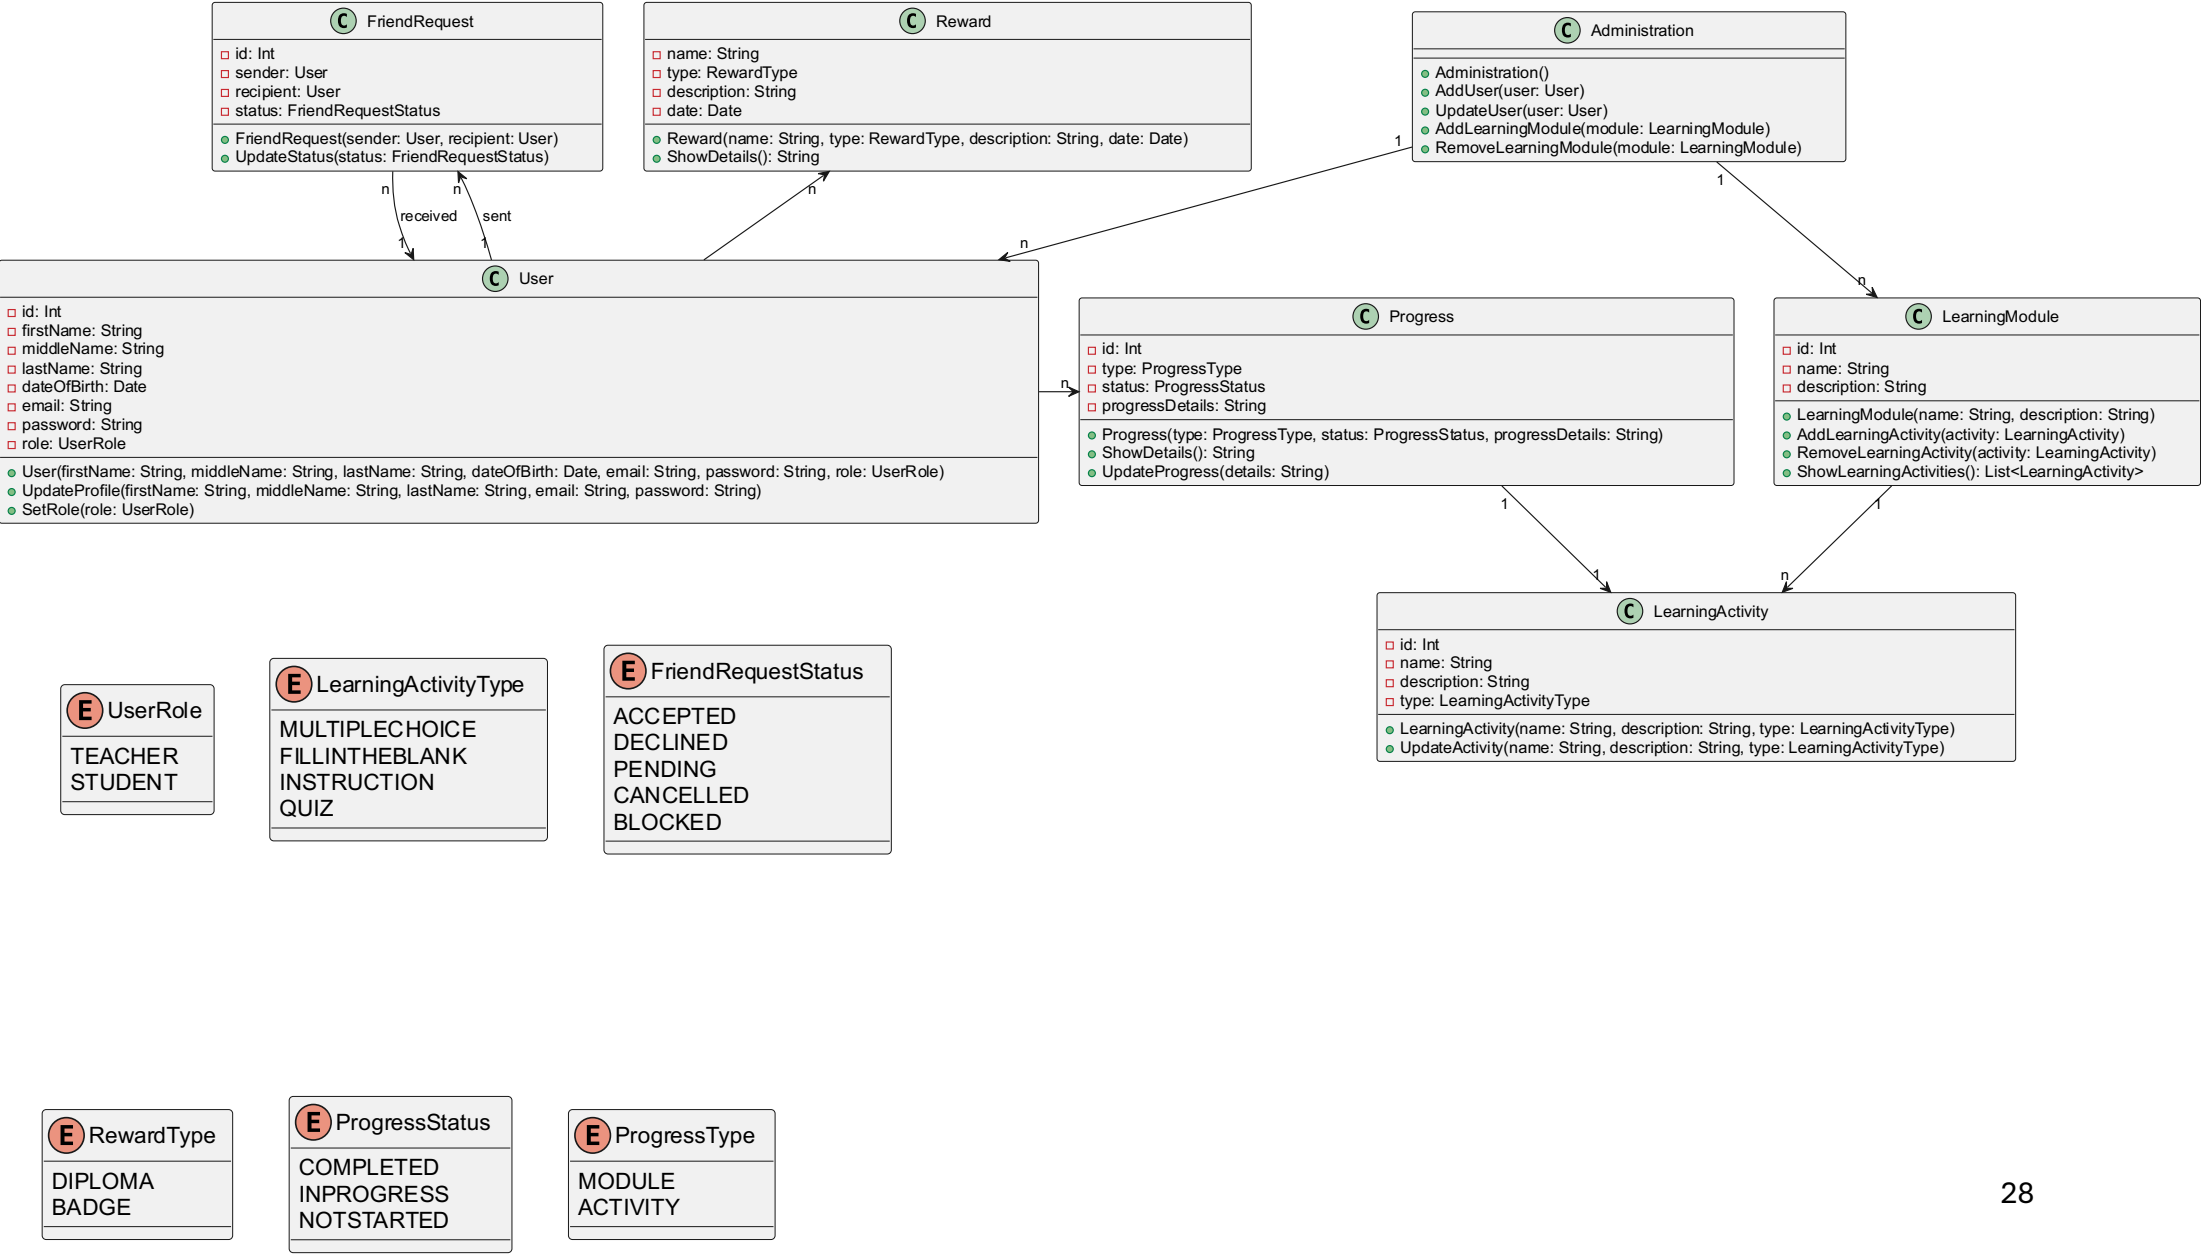 C FriendRequest
id: Int
sender: User
recipient: User
status: FriendRequestStatus
FriendRequest(sender: User, recipient: User)
UpdateStatus(status: FriendRequestStatus)
C Reward
name: String
type: RewardType
description: String
date: Date
Reward(name: String, type: RewardType, description: String, date: Date)
ShowDetails(): String
C Administration
Administration()
AddUser(user: User)
UpdateUser(user: User)
AddLearningModule(module: LearningModule)
RemoveLearningModule(module: LearningModule)
n
received
1
n
sent
1
n
1
n
1
n
C User
id: Int
firstName: String
middleName: String
lastName: String
dateOfBirth: Date
email: String
password: String
role: UserRole
User(firstName: String, middleName: String, lastName: String, dateOfBirth: Date, email: String, password: String, role: UserRole)
UpdateProfile(firstName: String, middleName: String, lastName: String, email: String, password: String)
SetRole(role: UserRole)
n
C Progress
id: Int
type: ProgressType
status: ProgressStatus
progressDetails: String
Progress(type: ProgressType, status: ProgressStatus, progressDetails: String)
ShowDetails(): String
UpdateProgress(details: String)
C LearningModule
id: Int
name: String
description: String
LearningModule(name: String, description: String)
AddLearningActivity(activity: LearningActivity)
RemoveLearningActivity(activity: LearningActivity)
ShowLearningActivities(): List<LearningActivity>
1
1
1
n
C LearningActivity
id: Int
name: String
description: String
type: LearningActivityType
LearningActivity(name: String, description: String, type: LearningActivityType)
UpdateActivity(name: String, description: String, type: LearningActivityType)
E UserRole
TEACHER
STUDENT
E LearningActivityType
MULTIPLECHOICE
FILLINTHEBLANK
INSTRUCTION
QUIZ
E FriendRequestStatus
ACCEPTED
DECLINED
PENDING
CANCELLED
BLOCKED
E RewardType
DIPLOMA
BADGE
E ProgressStatus
COMPLETED
INPROGRESS
NOTSTARTED
E ProgressType
MODULE
ACTIVITY
28